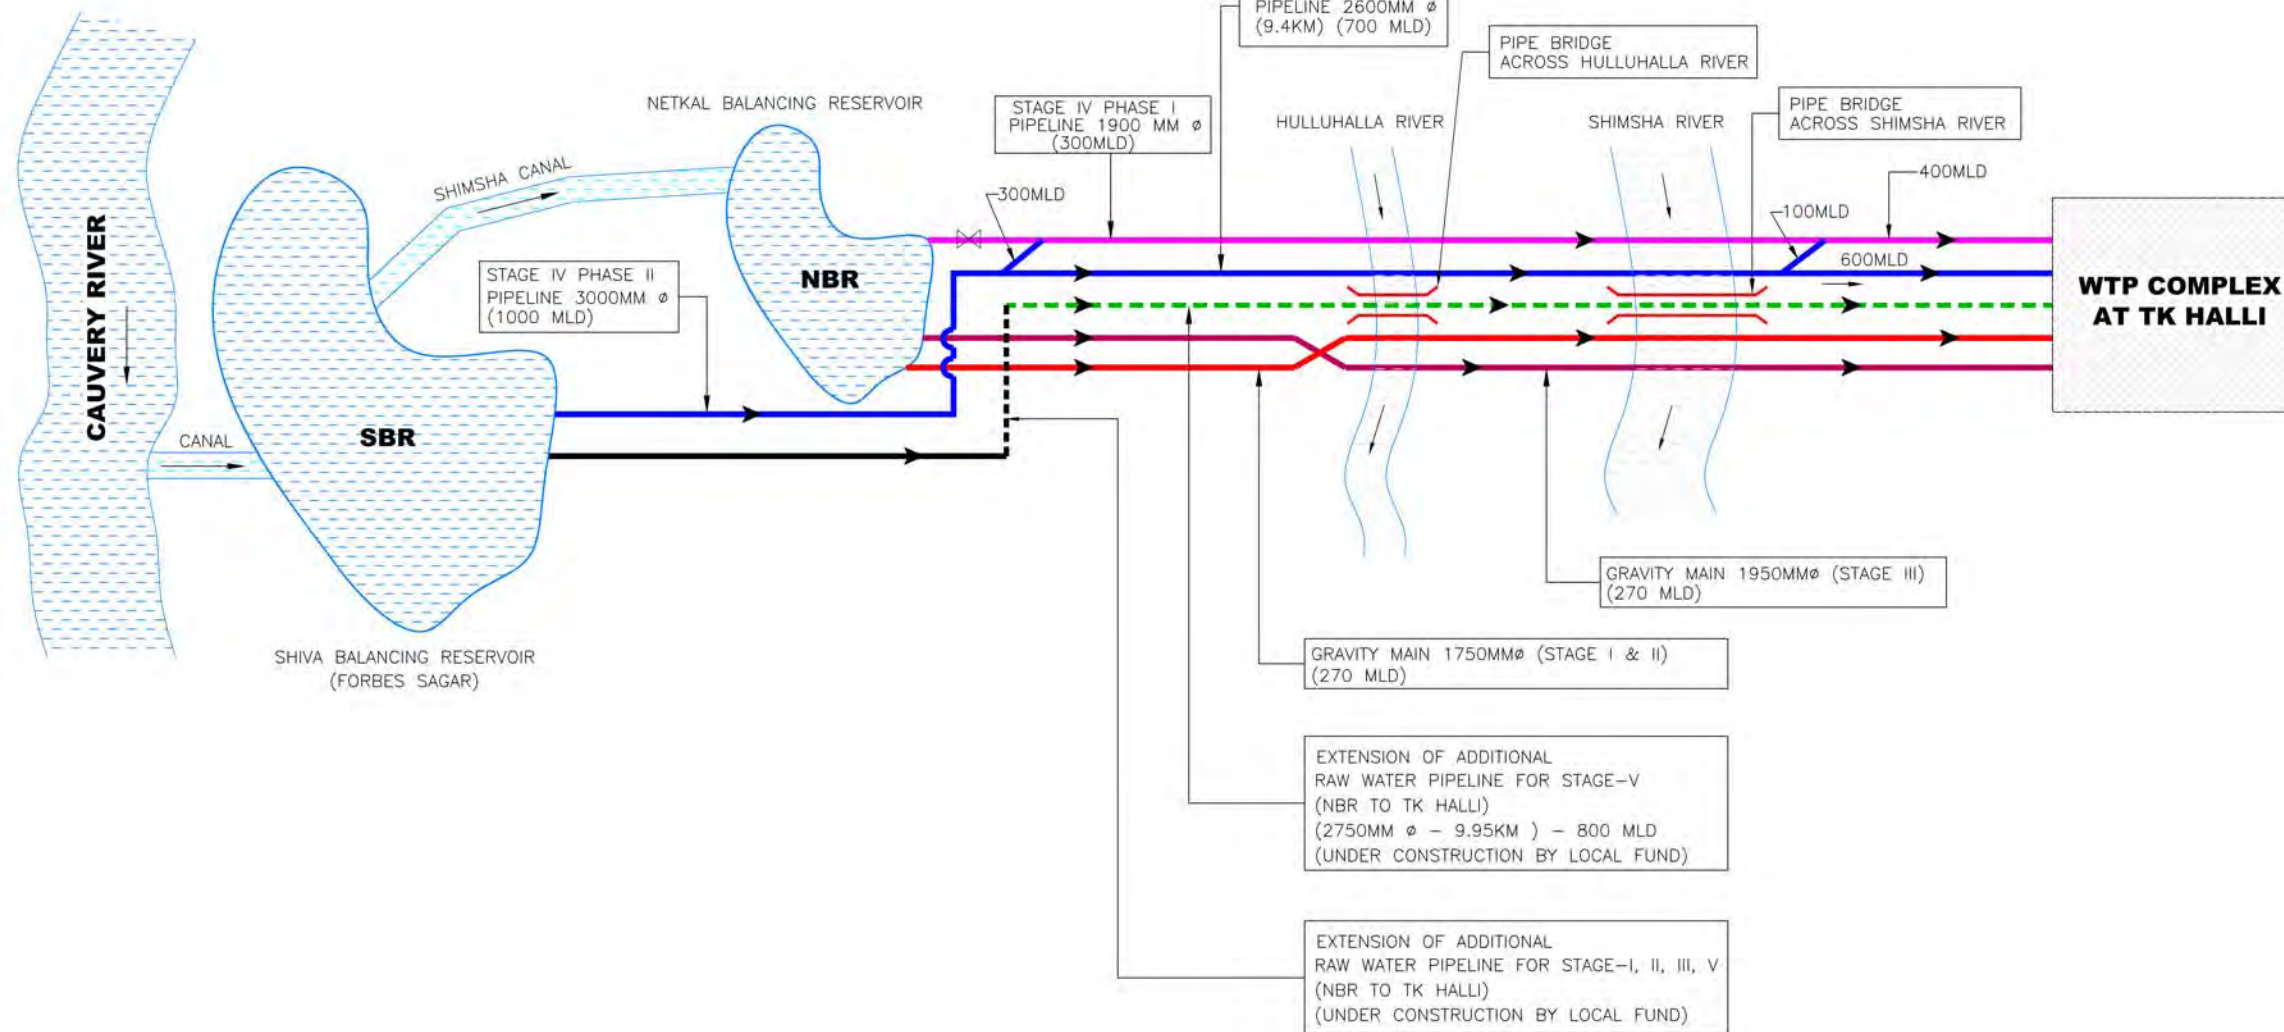 PIPELINE 2600MM ø
(9.4KM) (700 MLD)
PIPE BRIDGE
ACROSS HULLUHALLA RIVER
NETKAL BALANCING RESERVOIR
STAGE IV PHASE I
PIPELINE 1900 MM ø
(300MLD)
HULLUHALLA RIVER
SHIMSHA RIVER
PIPE BRIDGE
ACROSS SHIMSHA RIVER
SHIMSHA CANAL
300MLD
400MLD
100MLD
600MLD
CAUVERY RIVER
STAGE IV PHASE II
PIPELINE 3000MM ø
(1000 MLD)
NBR
WTP COMPLEX
AT TK HALLI
CANAL
SBR
SHIVA BALANCING RESERVOIR
(FORBES SAGAR)
GRAVITY MAIN 1950MMø (STAGE III)
(270 MLD)
GRAVITY MAIN 1750MMø (STAGE I & II)
(270 MLD)
EXTENSION OF ADDITIONAL
RAW WATER PIPELINE FOR STAGE-V
(NBR TO TK HALLI)
(2750MM ø - 9.95KM ) - 800 MLD
(UNDER CONSTRUCTION BY LOCAL FUND)
EXTENSION OF ADDITIONAL
RAW WATER PIPELINE FOR STAGE-I, II, III, V
(NBR TO TK HALLI)
(UNDER CONSTRUCTION BY LOCAL FUND)